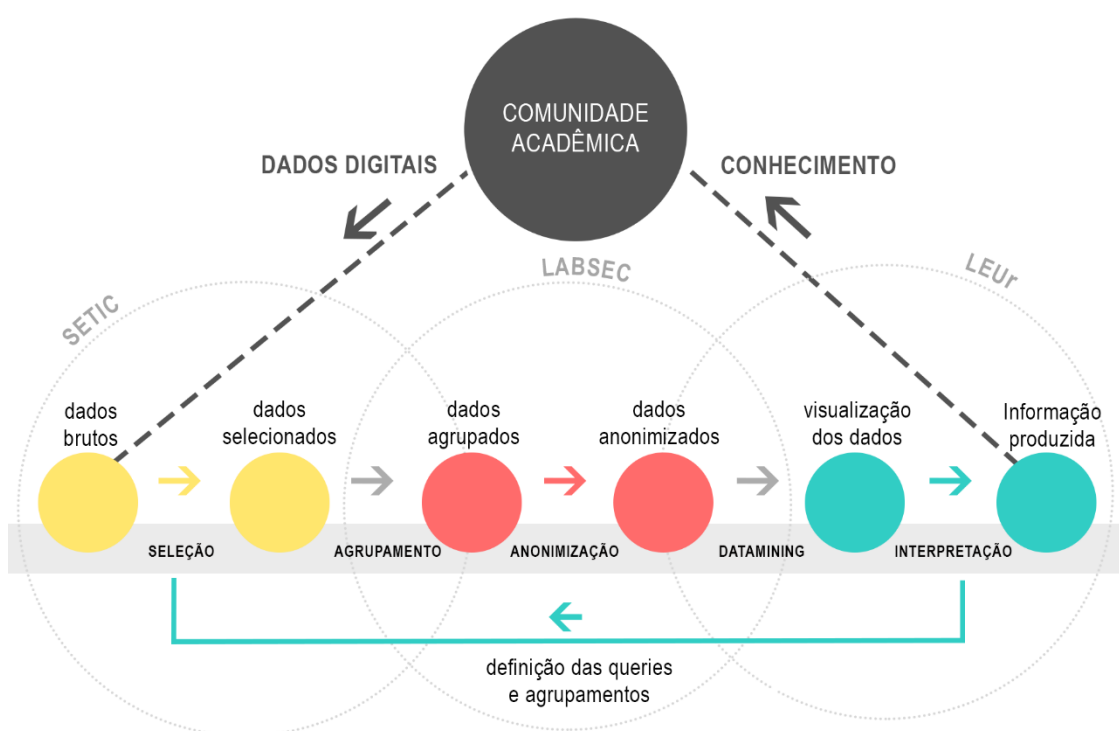 COMUNIDADE
ACADÊMICA
DADOS DIGITAIS
CONHECIMENTO
SETIC
LABSEC
LEUr
dados
brutos
dados
selecionados
dados
agrupados
dados
anonimizados
visualização
dos dados
Informação
produzida
SELEÇÃO
AGRUPAMENTO
ANONIMIZAÇÃO
DATAMINING
INTERPRETAÇÃO
definição das queries
e agrupamentos